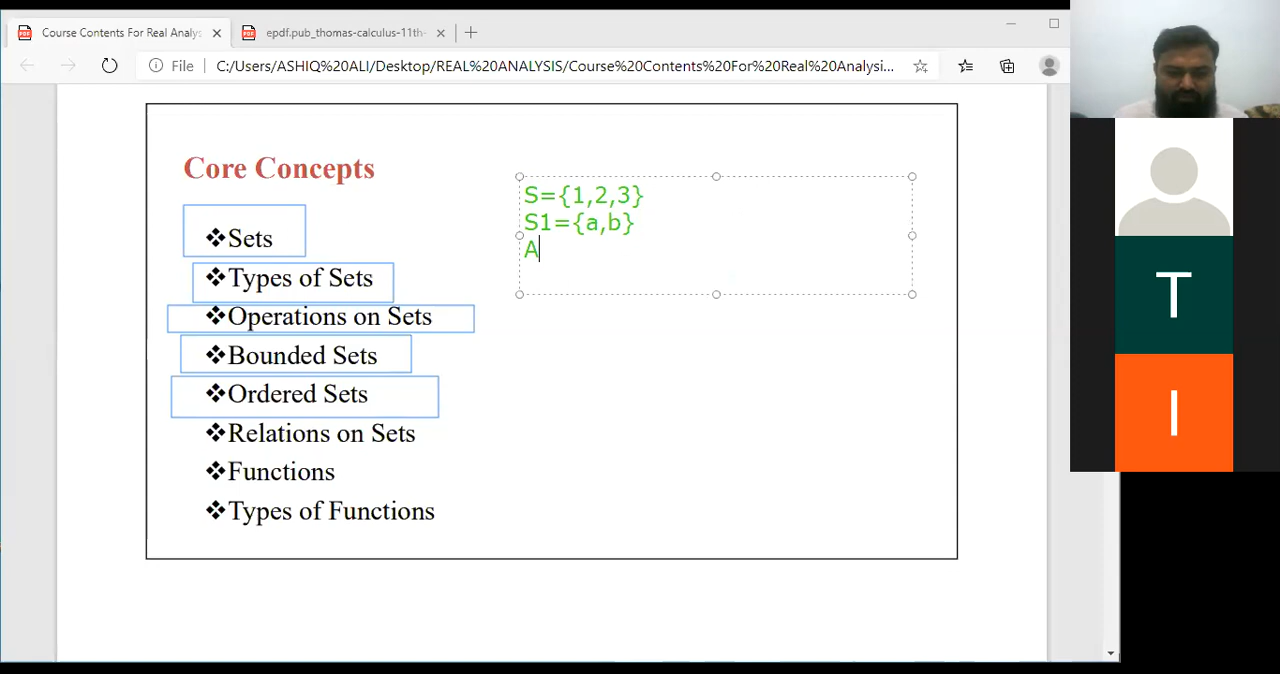 Course Contents For Real Analys
epdf.pub_thomas-calculus-11th-
File
C:/Users/ASHIQ%20ALI/Desktop/REAL%20ANALYSIS/Course%20Contents%20For%20Real%20Analysi...
Core Concepts
❖Sets
❖Types of Sets
❖Operations on Sets
❖Bounded Sets
❖Ordered Sets
❖Relations on Sets
❖Functions
❖Types of Functions
S={1,2,3}
S1={a,b}
A
T
I